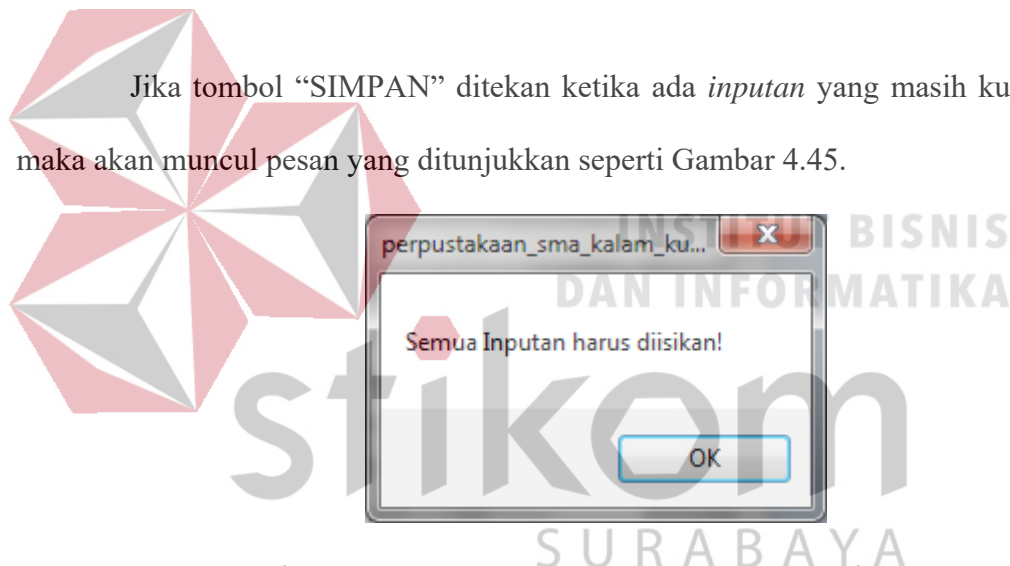 Jika tombol “SIMPAN” ditekan ketika ada inputan yang masih ku
maka akan muncul pesan yang ditunjukkan seperti Gambar 4.45.
INSTITUT BISNIS
DAN INFORMATIKA
perpustakaan_sma_kalam_ku...
Semua Inputan harus diisikan!
OK
stikom
SURABAYA